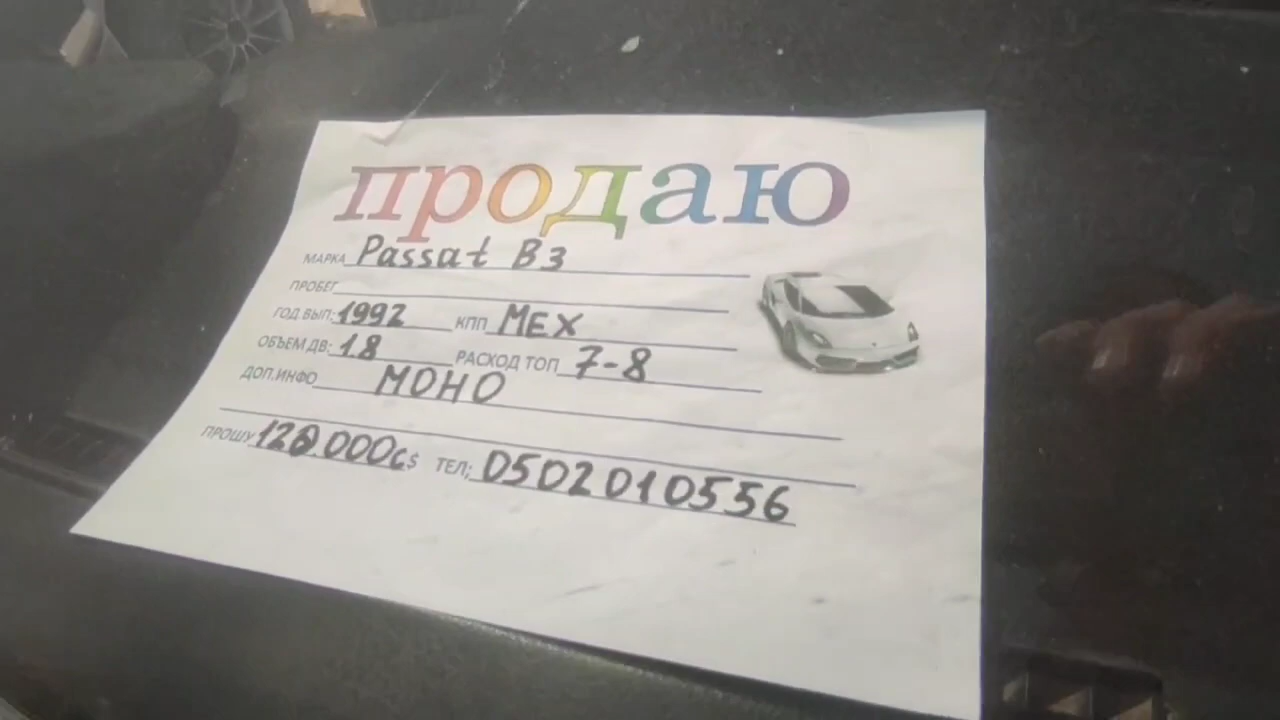 продаю
МАРКА Passat B3
ПРОБЕГ
ГОД ВЫП: 1992 КПП МЕХ
ОБЪЕМ ДВ: 1.8 РАСХОД ТОП 7-8
ДОП.ИНФО МОНО
ПРОШУ 120.000с $ ТЕЛ; 0502010556